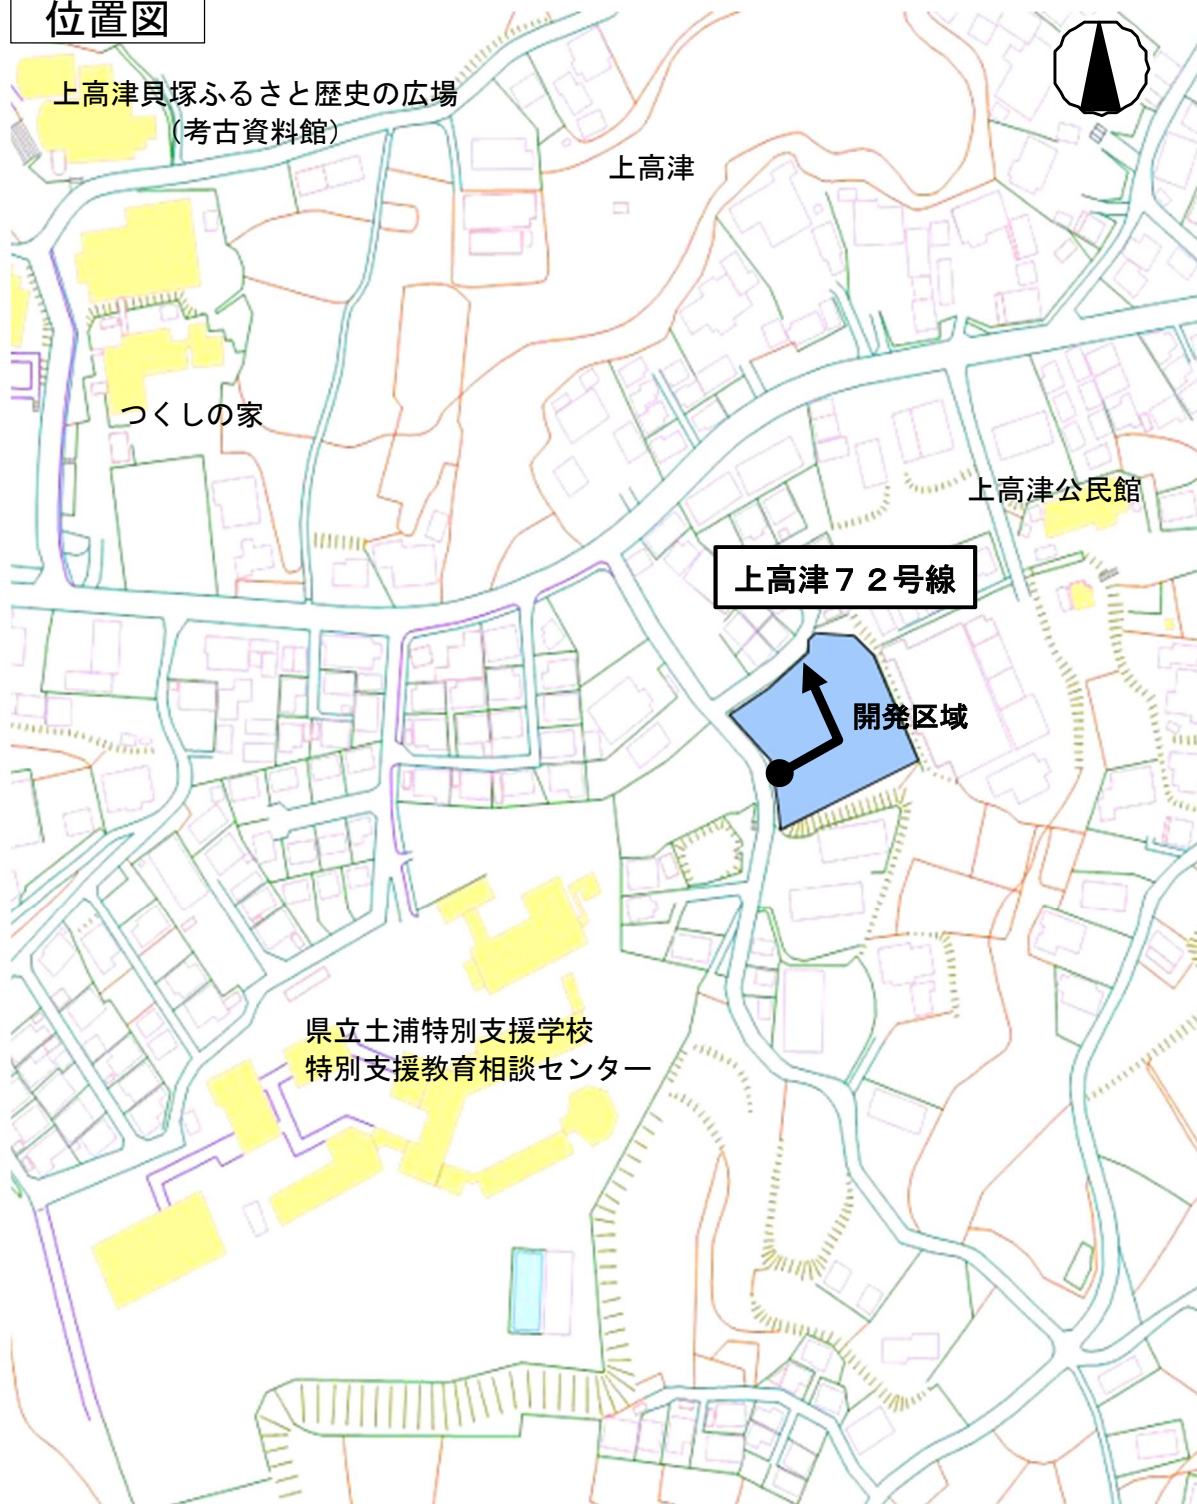 位置図
上高津貝塚ふるさと歴史の広場
（考古資料館）
上高津
つくしの家
上高津公民館
上高津７２号線
開発区域
県立土浦特別支援学校
特別支援教育相談センター